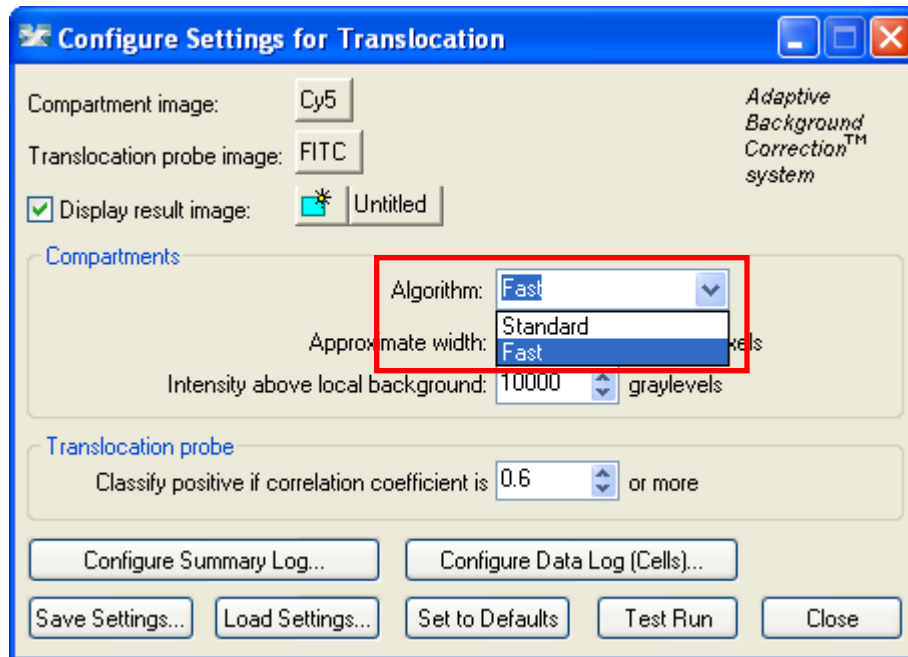 Configure Settings for Translocation
Compartment image: Cy5
Adaptive
Background
Correction™
system
Translocation probe image: FITC
Display result image: Untitled
Compartments
Algorithm: Fast
Standard
Approximate width: Fast
Intensity above local background: 10000 graylevels
Translocation probe
Classify positive if correlation coefficient is 0.6 or more
Configure Summary Log... Configure Data Log (Cells)...
Save Settings... Load Settings... Set to Defaults Test Run Close